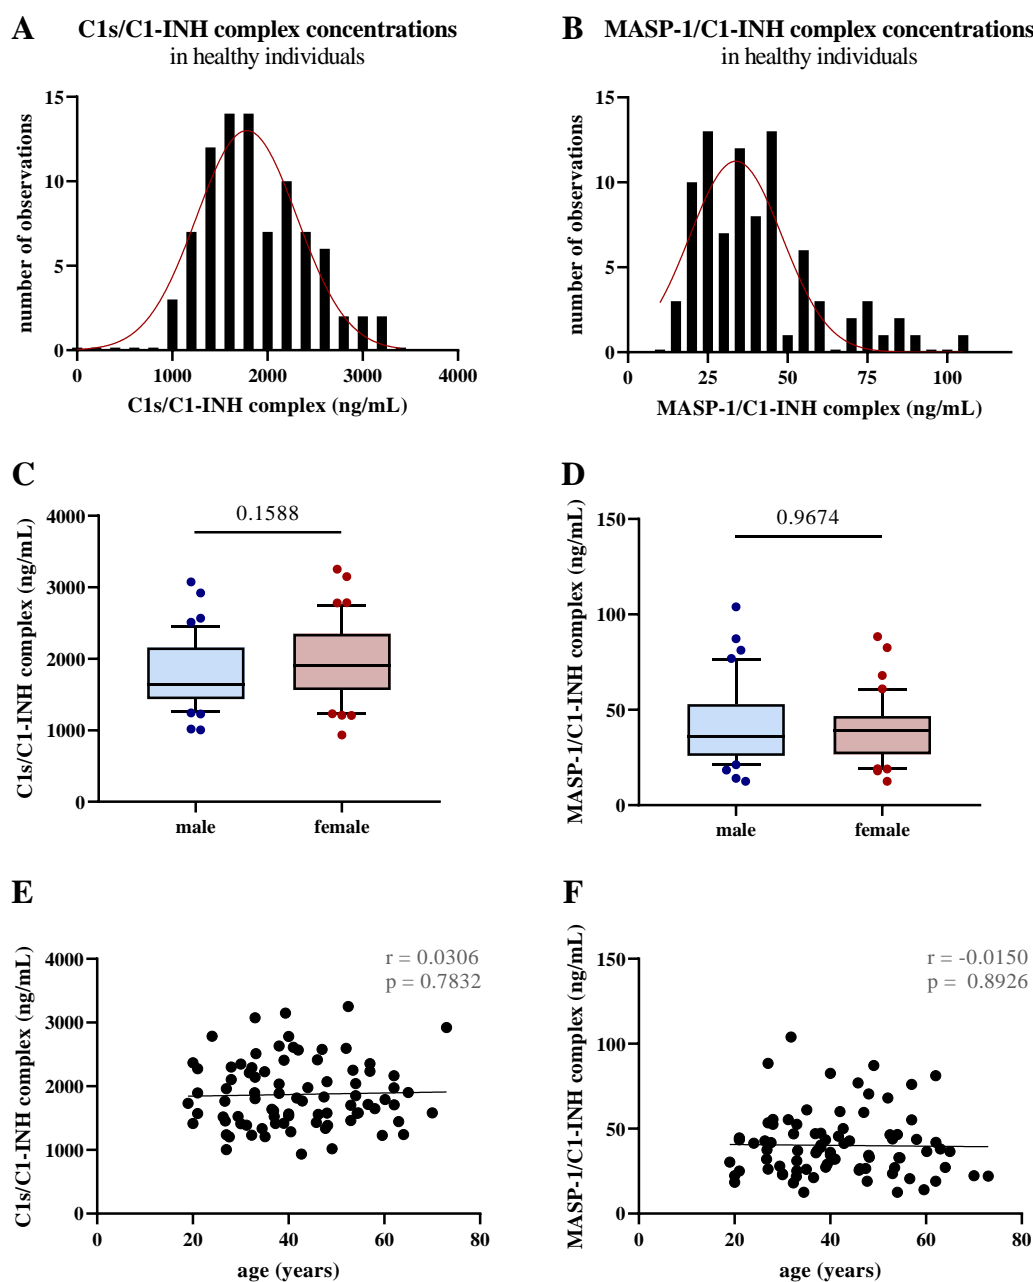 A
C1s/C1-INH complex concentrations
in healthy individuals
number of observations
15
10
5
0
0
1000
2000
3000
4000
C1s/C1-INH complex (ng/mL)
B
MASP-1/C1-INH complex concentrations
in healthy individuals
number of observations
15
10
5
0
0
25
50
75
100
MASP-1/C1-INH complex (ng/mL)
C
C1s/C1-INH complex (ng/mL)
4000
3000
2000
1000
0
0.1588
male
female
D
MASP-1/C1-INH complex (ng/mL)
150
100
50
0
0.9674
male
female
E
C1s/C1-INH complex (ng/mL)
4000
3000
2000
1000
0
r = 0.0306
p = 0.7832
0
20
40
60
80
age (years)
F
MASP-1/C1-INH complex (ng/mL)
150
100
50
0
r = -0.0150
p = 0.8926
0
20
40
60
80
age (years)